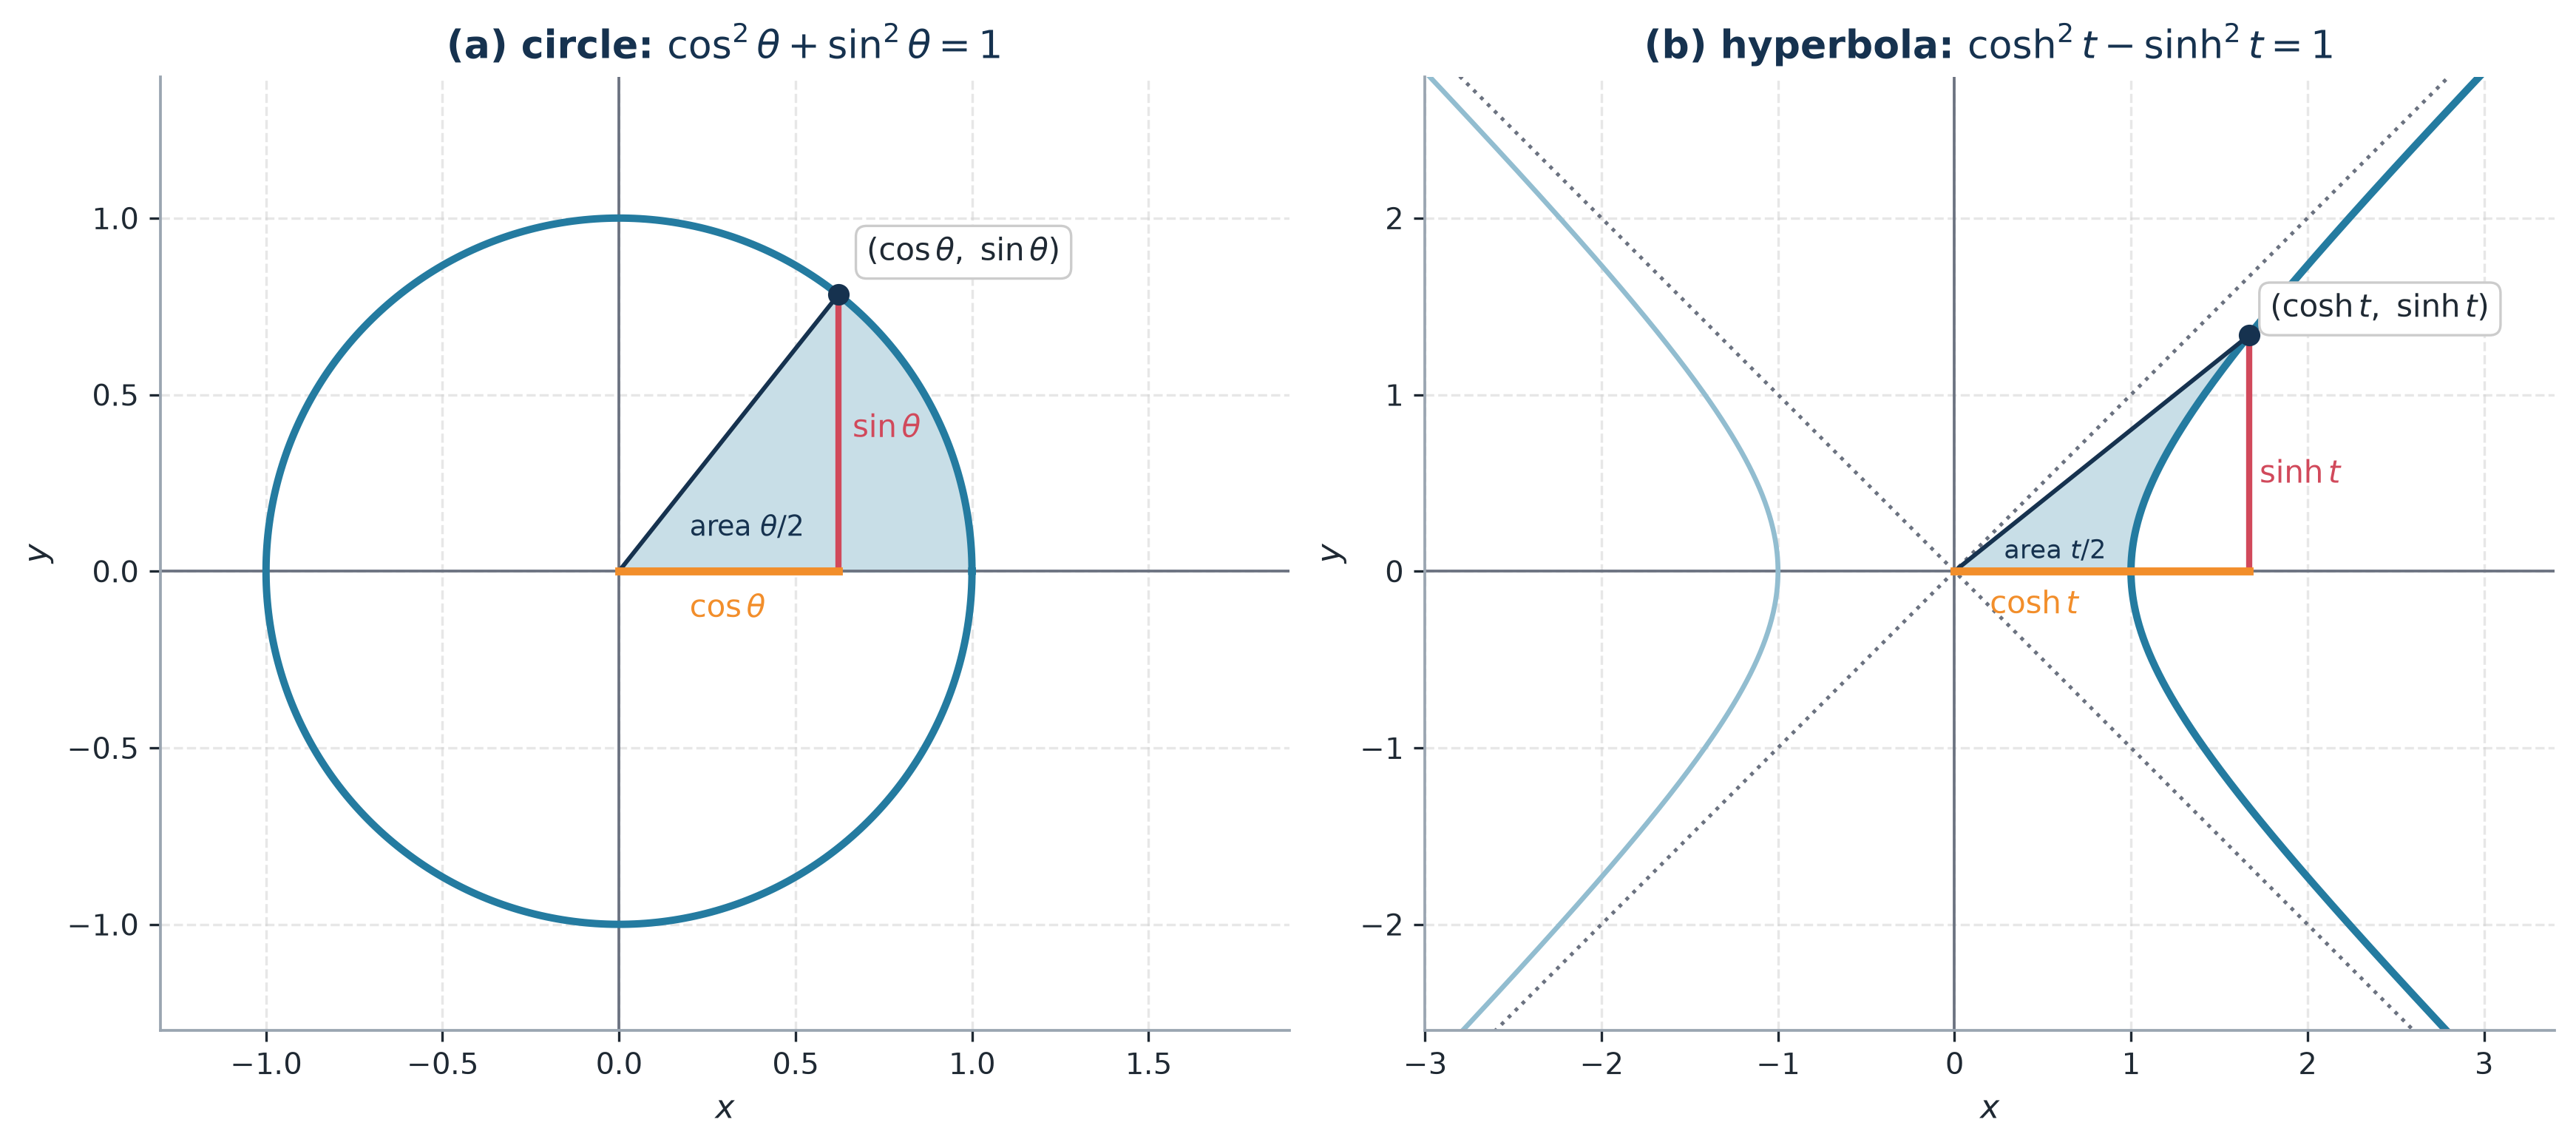 (a) circle: cos² θ + sin² θ = 1
1.0
0.5
0.0
−0.5
−1.0
y
(cos θ, sin θ)
sin θ
area θ/2
cos θ
−1.0 −0.5 0.0 0.5 1.0 1.5
x
(b) hyperbola: cosh² t − sinh² t = 1
2
1
0
−1
−2
y
(cosh t, sinh t)
sinh t
area t/2
cosh t
−3 −2 −1 0 1 2 3
x